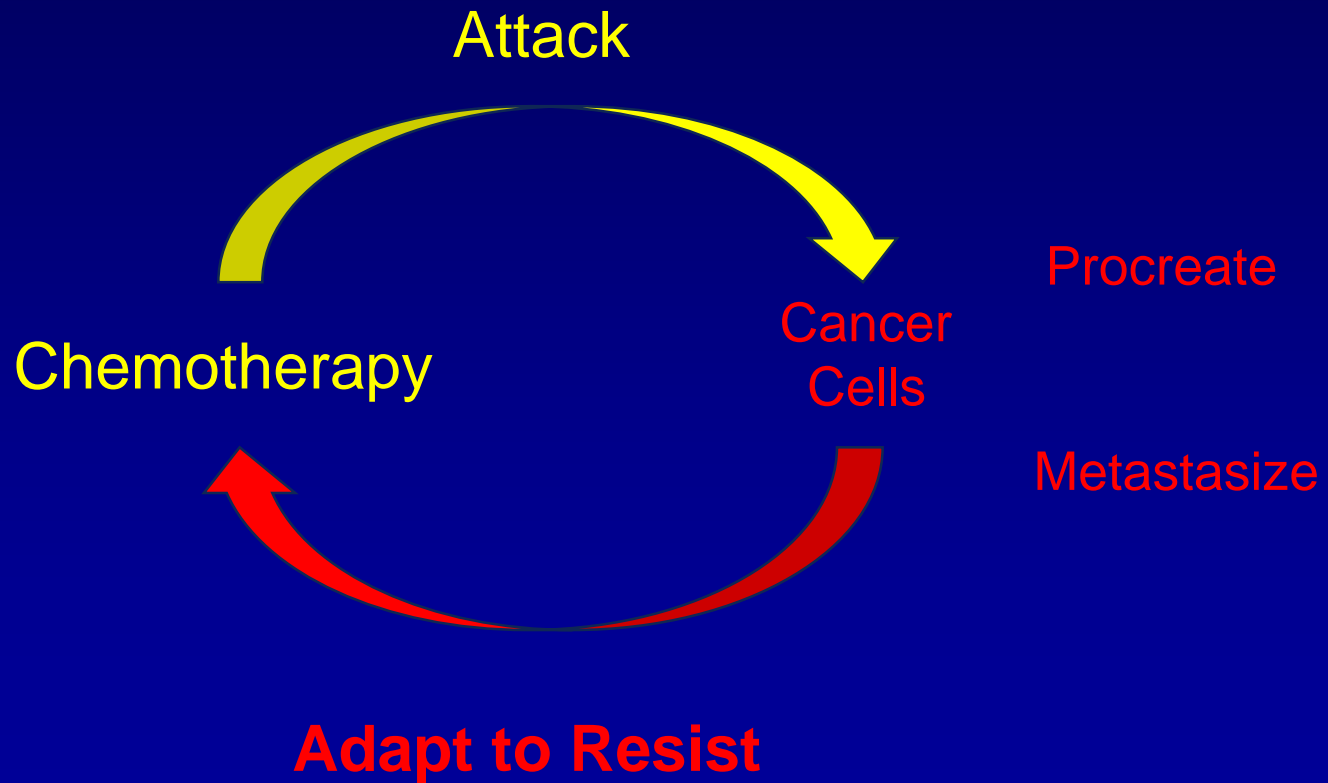 Attack
Procreate
Cancer
Cells
Chemotherapy
Metastasize
Adapt to Resist